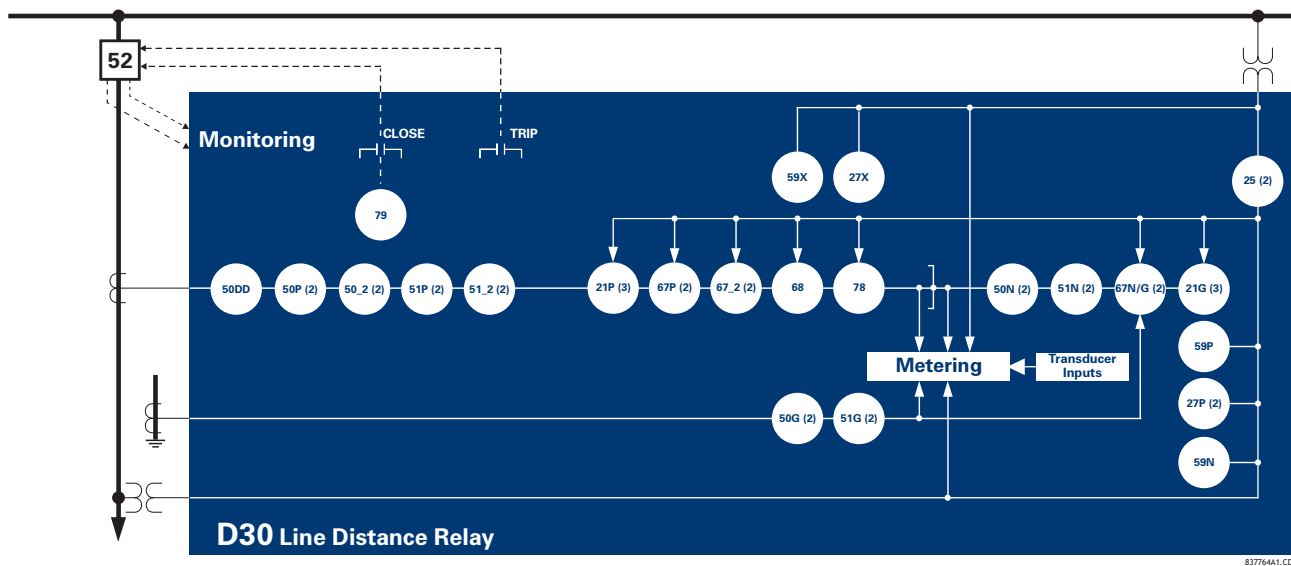 52
Monitoring
CLOSE
TRIP
59X
27X
25 (2)
79
50DD
50P (2)
50_2 (2)
51P (2)
51_2 (2)
21P (3)
67P (2)
67_2 (2)
68
78
50N (2)
51N (2)
67N/G (2)
21G (3)
59P
Metering
Transducer
Inputs
27P (2)
50G (2)
51G (2)
59N
D30 Line Distance Relay
837764A1.CD